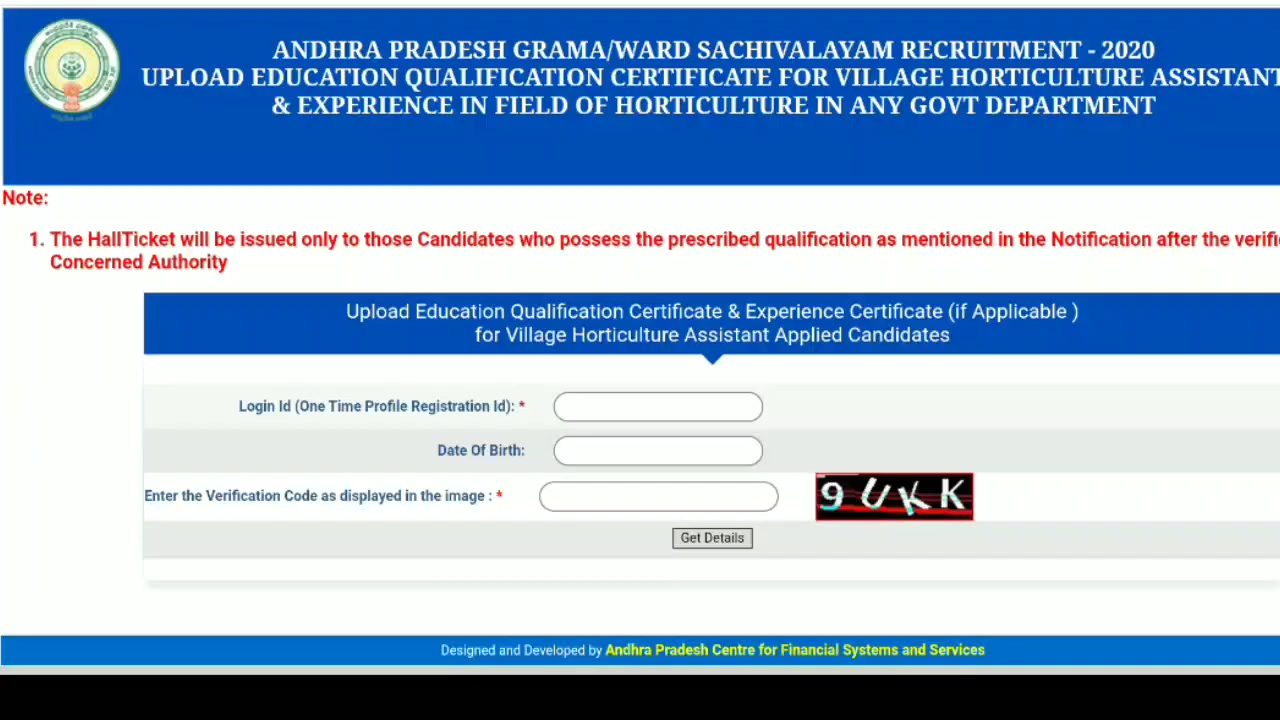 ANDHRA PRADESH GRAMA/WARD SACHIVALAYAM RECRUITMENT - 2020
UPLOAD EDUCATION QUALIFICATION CERTIFICATE FOR VILLAGE HORTICULTURE ASSISTANT
& EXPERIENCE IN FIELD OF HORTICULTURE IN ANY GOVT DEPARTMENT
Note:
1. The HallTicket will be issued only to those Candidates who possess the prescribed qualification as mentioned in the Notification after the
Concerned Authority
Upload Education Qualification Certificate & Experience Certificate (if Applicable )
for Village Horticulture Assistant Applied Candidates
Login Id (One Time Profile Registration Id): *
Date Of Birth:
Enter the Verification Code as displayed in the image : *
9UKK
Get Details
Designed and Developed by Andhra Pradesh Centre for Financial Systems and Services